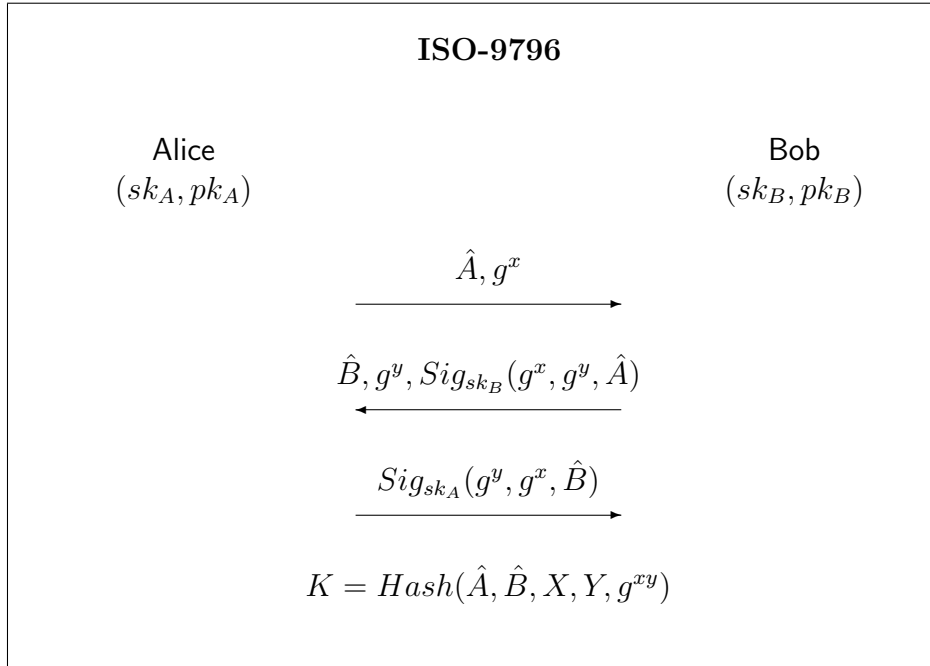 ISO-9796
Alice
Bob
(sk_A, pk_A)
(sk_B, pk_B)
Â, g^x
B̂, g^y, Sig_{sk_B}(g^x, g^y, Â)
Sig_{sk_A}(g^y, g^x, B̂)
K = Hash(Â, B̂, X, Y, g^{xy})